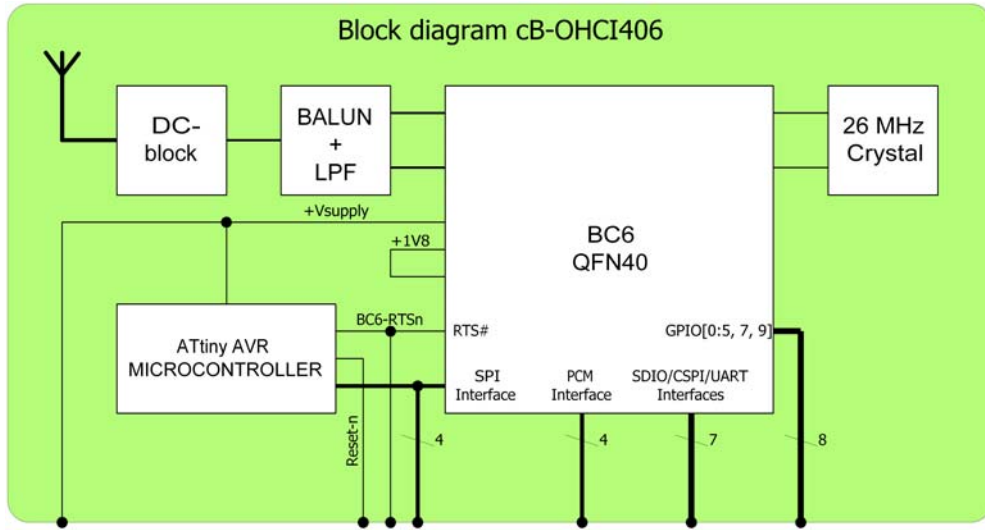 Block diagram cB-OHCI406
DC-
block
BALUN
+
LPF
26 MHz
Crystal
+Vsupply
+1V8
BC6
QFN40
BC6-RTSn
RTS#
GPIO[0:5, 7, 9]
ATtiny AVR
MICROCONTROLLER
SPI
Interface
PCM
Interface
SDIO/CSPI/UART
Interfaces
Reset-n
4
4
7
8